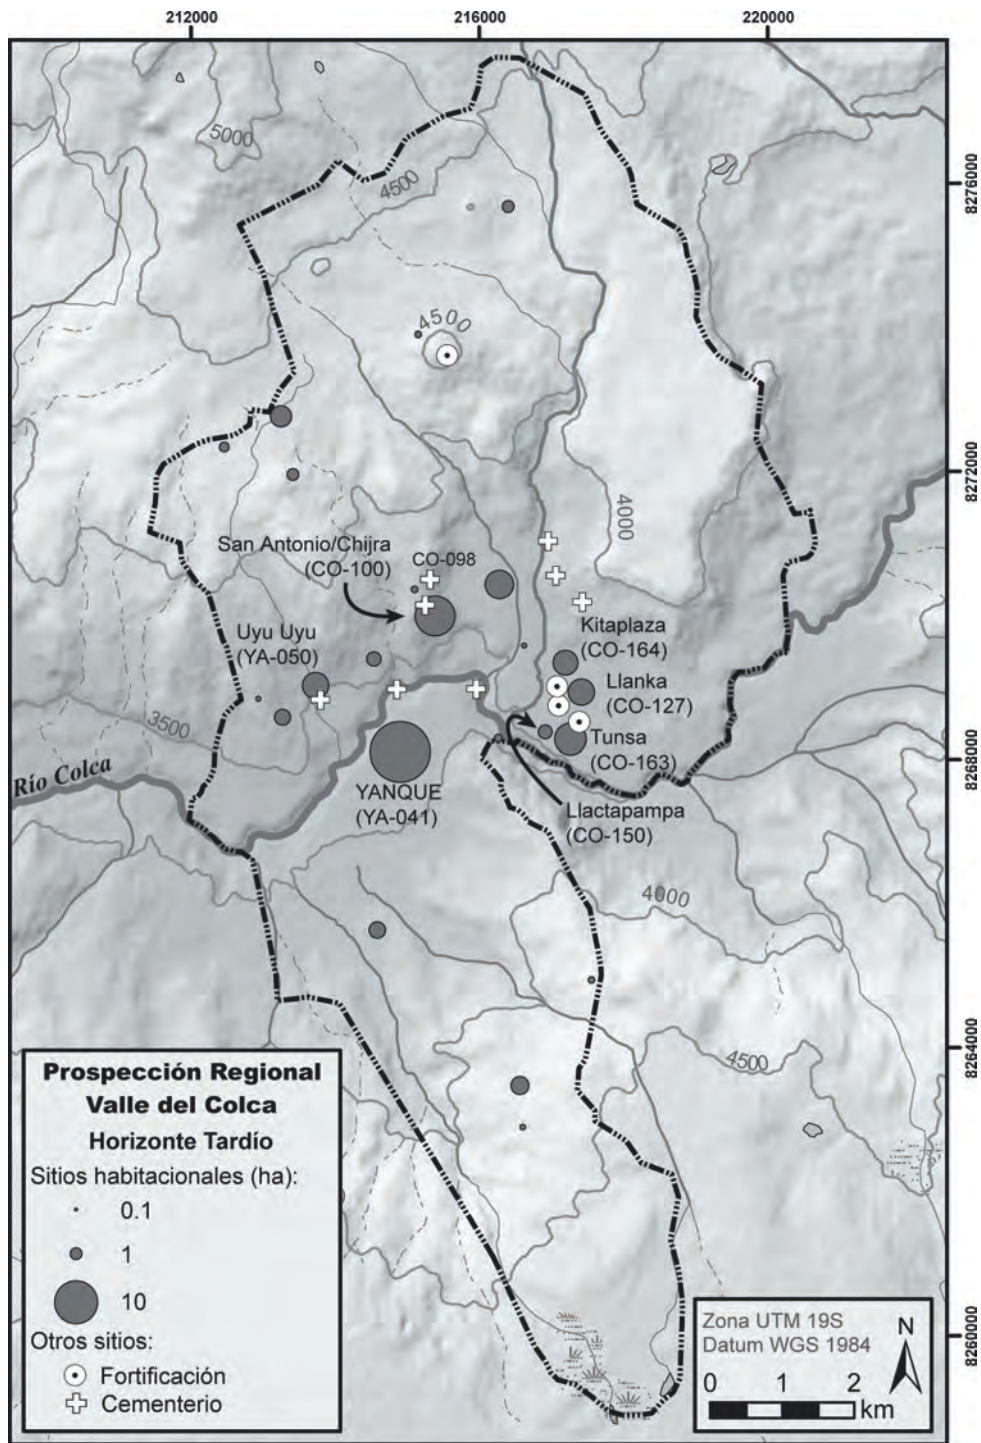 212000
216000
220000
5000
4500
8276000
4500
8272000
4000
San Antonio/Chijra
(CO-100)
CO-098
Uyu Uyu
(YA-050)
Kitaplaza
(CO-164)
Llanka
(CO-127)
3500
Tunsa
(CO-163)
8268000
Río Colca
YANQUE
(YA-041)
Llactapampa
(CO-150)
4000
8264000
4500
Prospección Regional
Valle del Colca
Horizonte Tardío
Sitios habitacionales (ha):
0.1
1
10
Otros sitios:
Fortificación
Cementerio
8260000
Zona UTM 19S
Datum WGS 1984
N
0 1 2
km